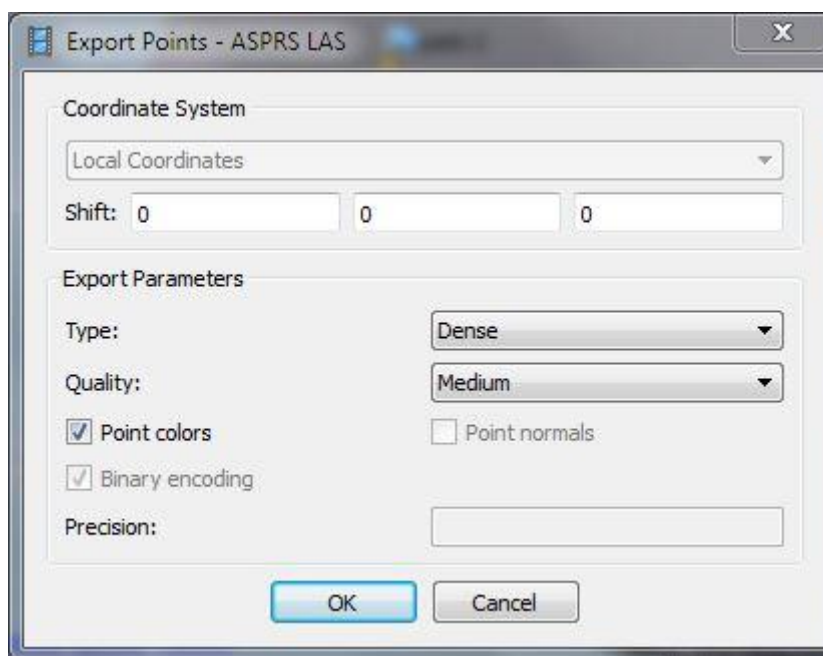 Export Points - ASPRS LAS
Coordinate System
Local Coordinates
Shift: 0 0 0
Export Parameters
Type: Dense
Quality: Medium
Point colors Point normals
Binary encoding
Precision:
OK Cancel